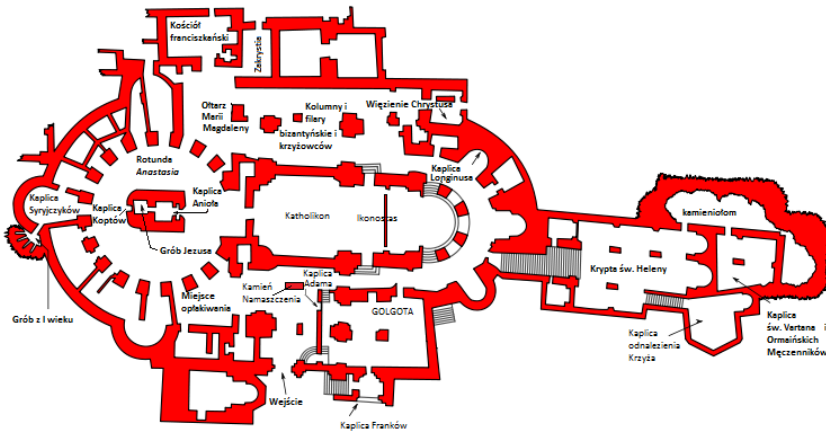 Kościół
franciszkański
Zakrystia
Ołtarz
Marii
Magdaleny
Kolumny i
filary
bizantyńskie i
krzyżowców
Więzienie Chrystusa
Rotunda
Anastasia
Kaplica
Longinusa
Kaplica
Syryjczyków
Kaplica
Koptów
Kaplica
Anioła
Katholikon
Ikonostas
kamieniołom
Grób Jezusa
Krypta św. Heleny
Kamień
Namaszczenia
Kaplica
Adama
Miejsce
opłakiwania
GOLGOTA
Grób z I wieku
Kaplica
odnalezienia
Krzyża
Kaplica
św. Vartana i
Ormaińskich
Męczenników
Wejście
Kaplica Franków